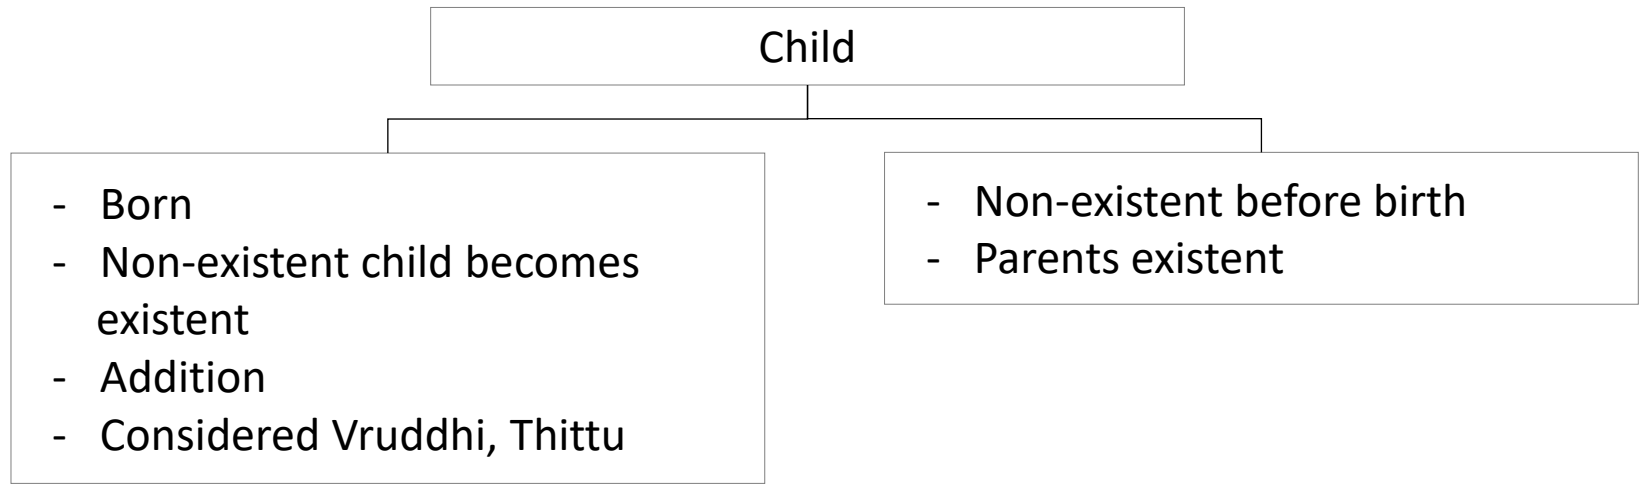 Child
- Born
- Non-existent child becomes
existent
- Addition
- Considered Vruddhi, Thittu
- Non-existent before birth
- Parents existent